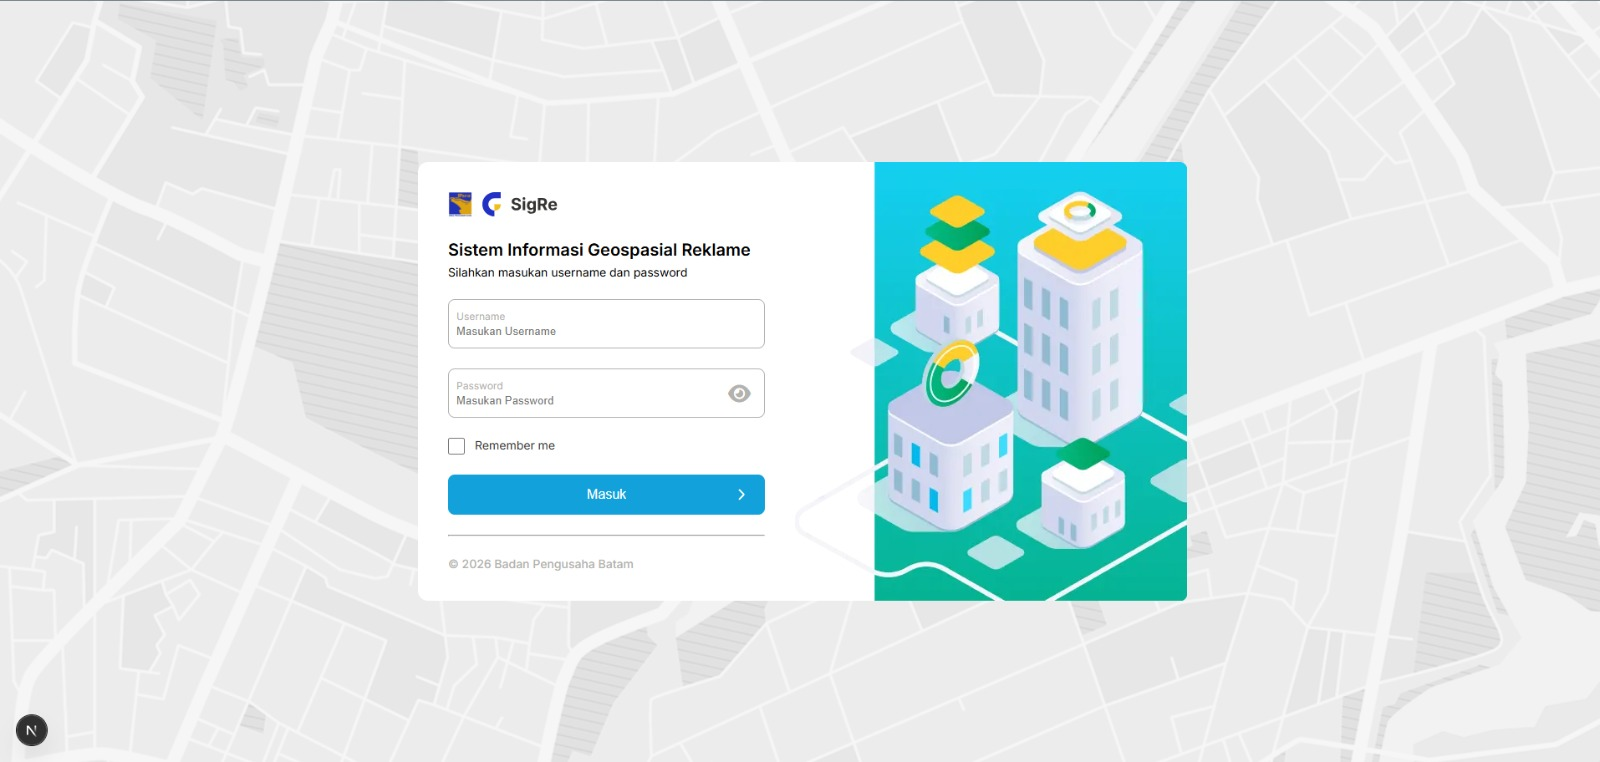 SigRe
Sistem Informasi Geospasial Reklame
Silahkan masukan username dan password
Username
Masukan Username
Password
Masukan Password
Remember me
Masuk
© 2026 Badan Pengusaha Batam
N